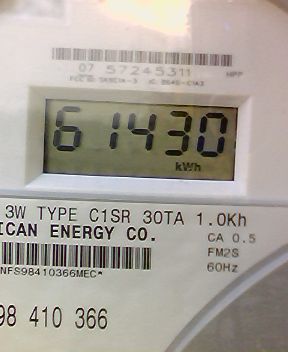 07 57245311 HPP
61430
kWh
3W TYPE C1SR 30TA 1.0Kh
ICAN ENERGY CO. CA 0.5
FM2S
NFS98410366MEC* 60Hz
98 410 366